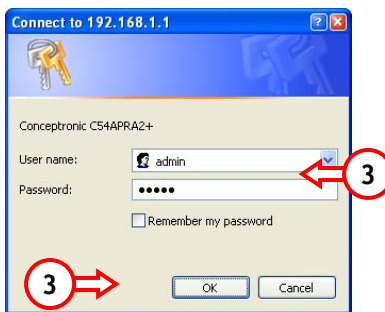 Connect to 192.168.1.1
Conceptronic C54APRA2+
User name: admin
Password: •••••
3
Remember my password
3
OK Cancel